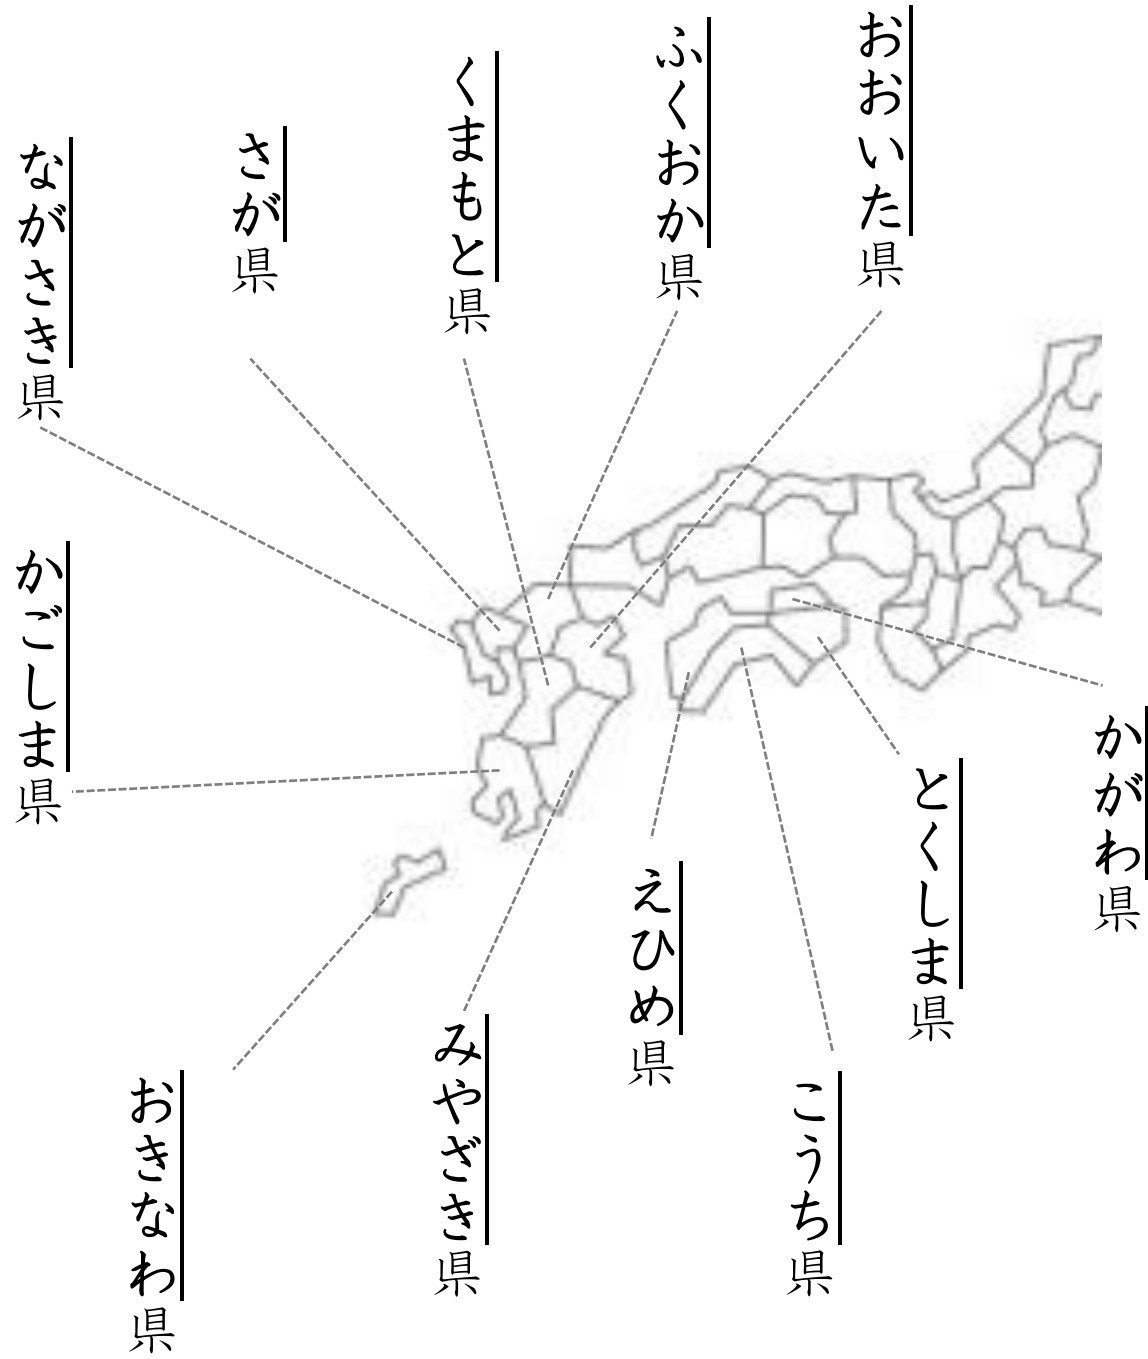 おおいた県
ふくおか県
くまもと県
さが県
ながさき県
かがわ県
とくしま県
こうち県
えひめ県
みやざき県
おきなわ県
かごしま県